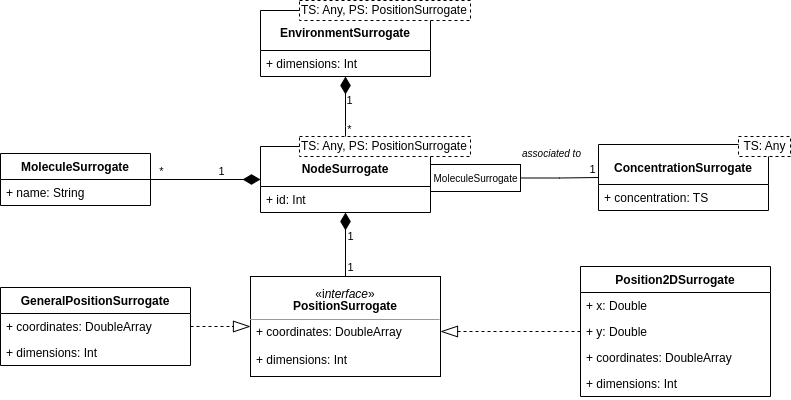 TS: Any, PS: PositionSurrogate
EnvironmentSurrogate
+ dimensions: Int
1
*
TS: Any, PS: PositionSurrogate
NodeSurrogate
+ id: Int
MoleculeSurrogate
+ name: String
*
1
MoleculeSurrogate
associated to
1
TS: Any
ConcentrationSurrogate
+ concentration: TS
1
1
GeneralPositionSurrogate
+ coordinates: DoubleArray
+ dimensions: Int
«interface»
PositionSurrogate
+ coordinates: DoubleArray
+ dimensions: Int
Position2DSurrogate
+ x: Double
+ y: Double
+ coordinates: DoubleArray
+ dimensions: Int